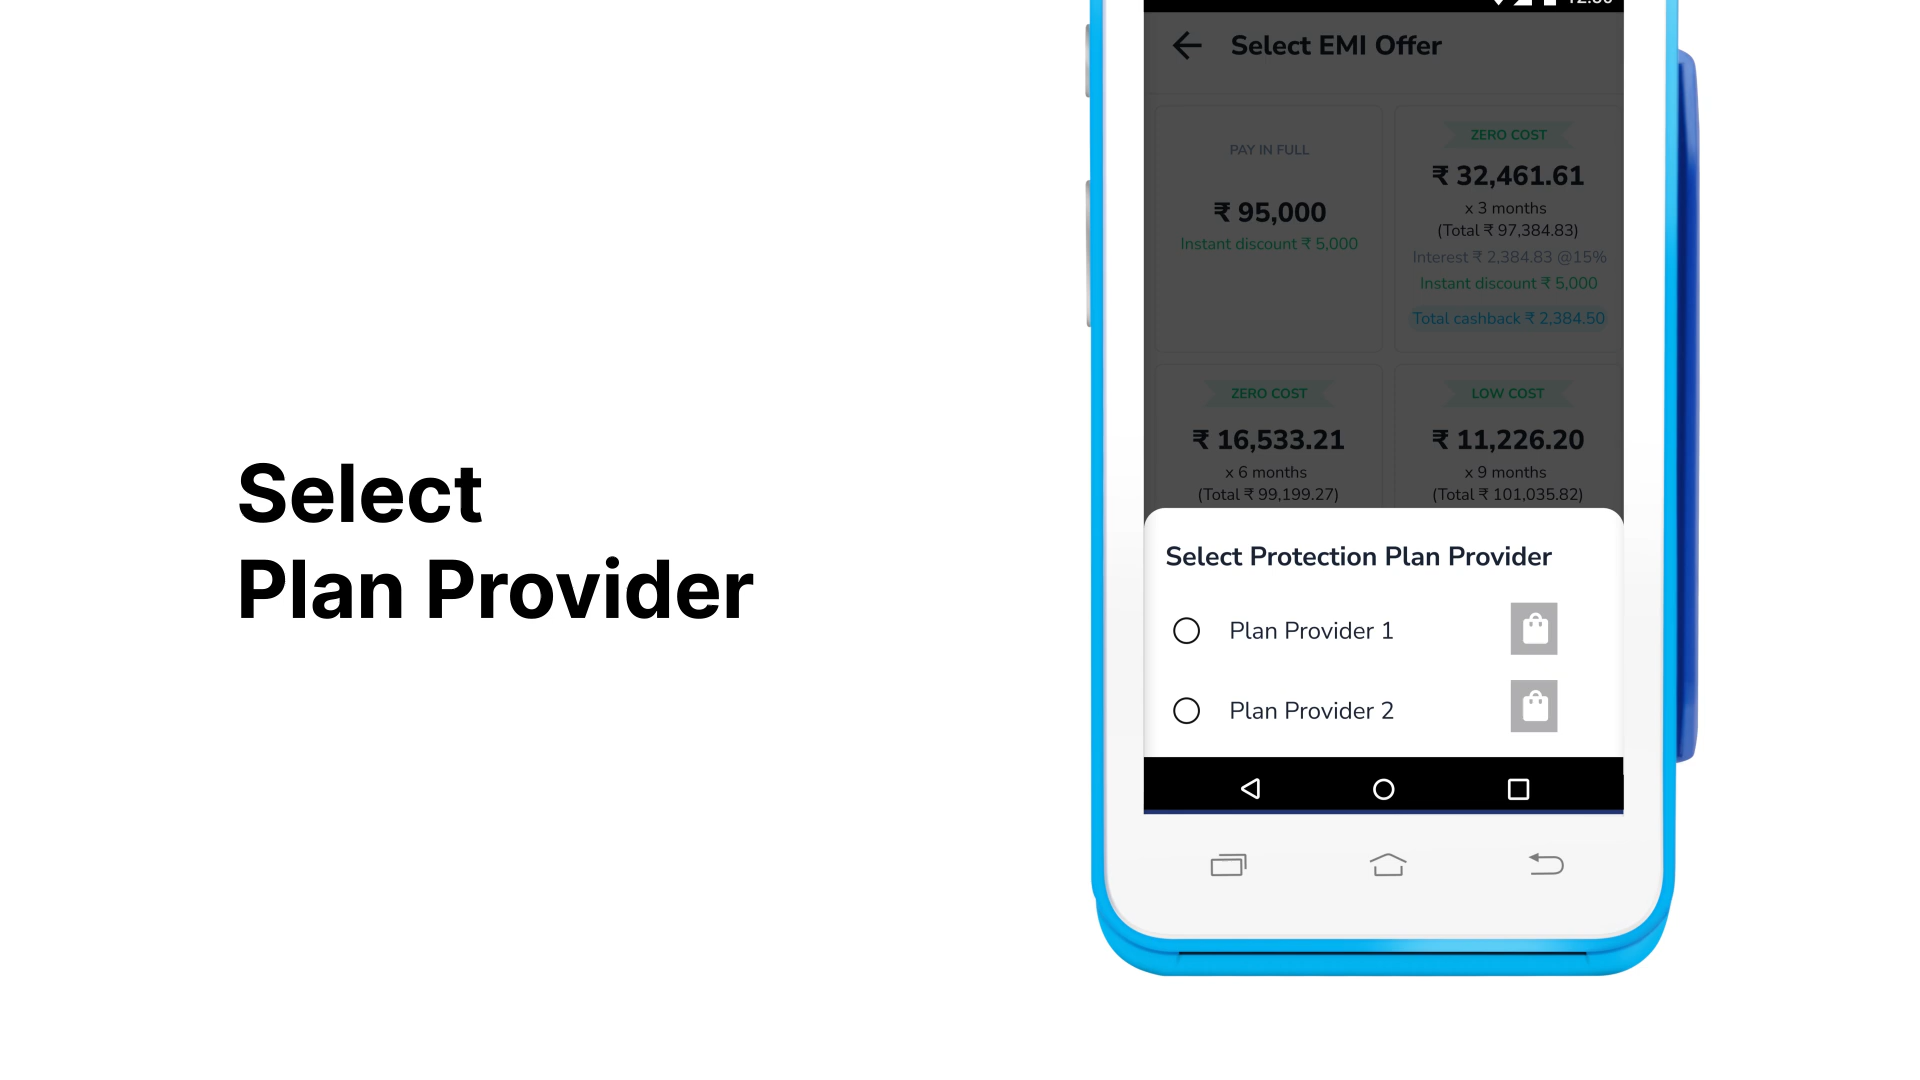 Select
Plan Provider
Select EMI Offer
PAY IN FULL
₹ 95,000
Instant discount ₹ 5,000
ZERO COST
₹ 32,461.61
x 3 months
(Total ₹ 97,384.83)
Interest ₹ 2,384.83 @15%
Instant discount ₹ 5,000
Total cashback ₹ 2,384.50
ZERO COST
₹ 16,533.21
x 6 months
(Total ₹ 99,199.27)
LOW COST
₹ 11,226.20
x 9 months
(Total ₹ 101,035.82)
Select Protection Plan Provider
Plan Provider 1
Plan Provider 2